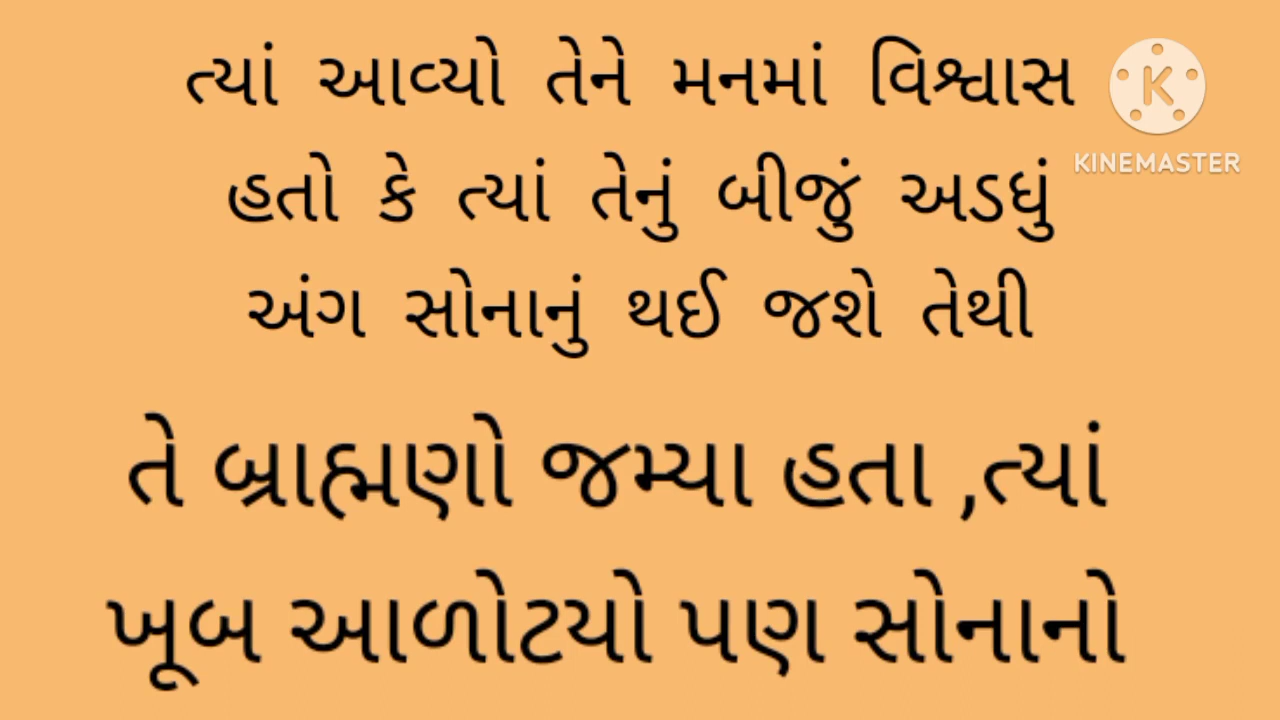 ત્યાં આવ્યો તેને મનમાં વિશ્વાસ
KINEMASTER
હતો કે ત્યાં તેનું બીજું અડધું
અંગ સોનાનું થઈ જશે તેથી
તે બ્રાહ્મણો જમ્યા હતા ,ત્યાં
ખૂબ આળોટયો પણ સોનાનો